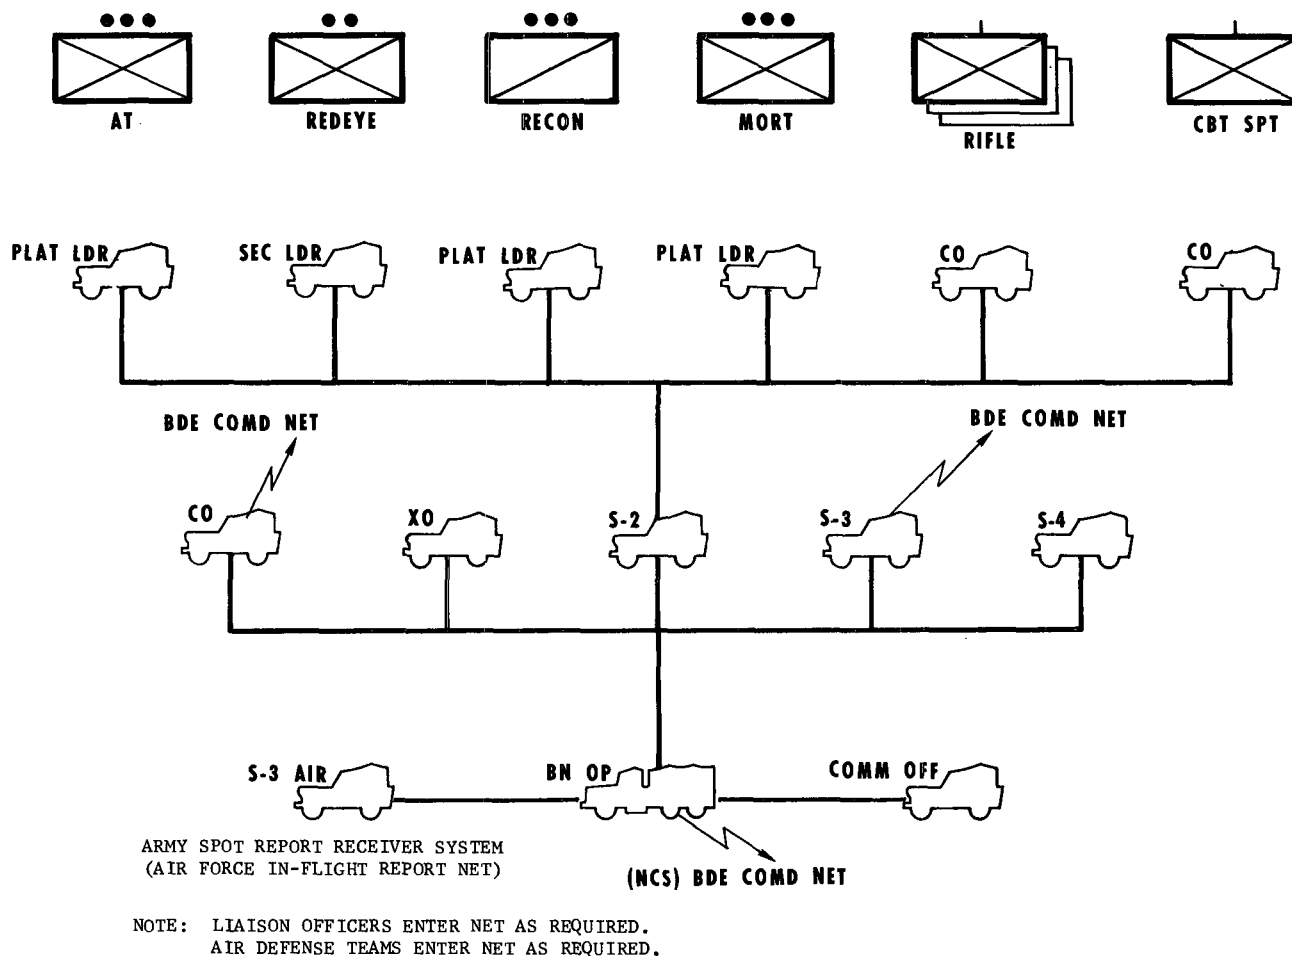 AT
REDEYE
RECON
MORT
RIFLE
CBT SPT
PLAT LDR
SEC LDR
PLAT LDR
PLAT LDR
CO
CO
BDE COMD NET
BDE COMD NET
CO
XO
S-2
S-3
S-4
S-3 AIR
BN OP
COMM OFF
ARMY SPOT REPORT RECEIVER SYSTEM
(AIR FORCE IN-FLIGHT REPORT NET)
(NCS) BDE COMD NET
NOTE: LIAISON OFFICERS ENTER NET AS REQUIRED.
AIR DEFENSE TEAMS ENTER NET AS REQUIRED.